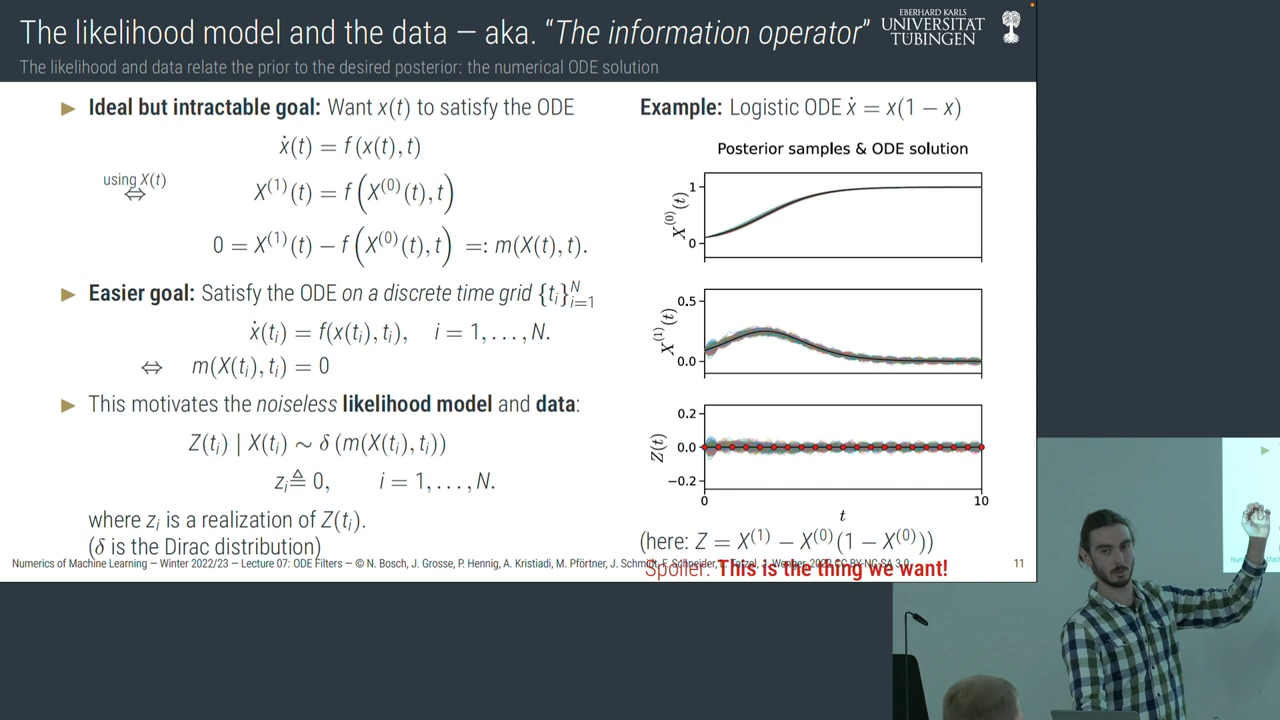 The likelihood model and the data — aka. “The information operator”
EBERHARD KARLS
UNIVERSITÄT
TÜBINGEN
The likelihood and data relate the prior to the desired posterior: the numerical ODE solution
▶ Ideal but intractable goal: Want x(t) to satisfy the ODE
ẋ(t) = f(x(t), t)
using X(t)
⇔ X⁽¹⁾(t) = f(X⁽⁰⁾(t), t)
0 = X⁽¹⁾(t) − f(X⁽⁰⁾(t), t) =: m(X(t), t).
▶ Easier goal: Satisfy the ODE on a discrete time grid {tᵢ}ᵢ₌₁ᴺ
ẋ(tᵢ) = f(x(tᵢ), tᵢ), i = 1, . . . , N.
⇔ m(X(tᵢ), tᵢ) = 0
▶ This motivates the noiseless likelihood model and data:
Z(tᵢ) | X(tᵢ) ∼ δ (m(X(tᵢ), tᵢ))
zᵢ ≜ 0, i = 1, . . . , N.
where zᵢ is a realization of Z(tᵢ).
(δ is the Dirac distribution)
Example: Logistic ODE ẋ = x(1 − x)
Posterior samples & ODE solution
X⁽⁰⁾(t)
1
0
X⁽¹⁾(t)
0.5
0.0
Z(t)
0.2
0.0
−0.2
0
10
t
(here: Z = X⁽¹⁾ − X⁽⁰⁾(1 − X⁽⁰⁾))
Spoiler: This is the thing we want!
Numerics of Machine Learning — Winter 2022/23 — Lecture 07: ODE Filters — © N. Bosch, J. Grosse, P. Hennig, A. Kristiadi, M. Pförtner, J. Schmidt, F. Schneider, L. Tatzel, J. Wenger, 2022 CC BY-NC-SA 3.0
11